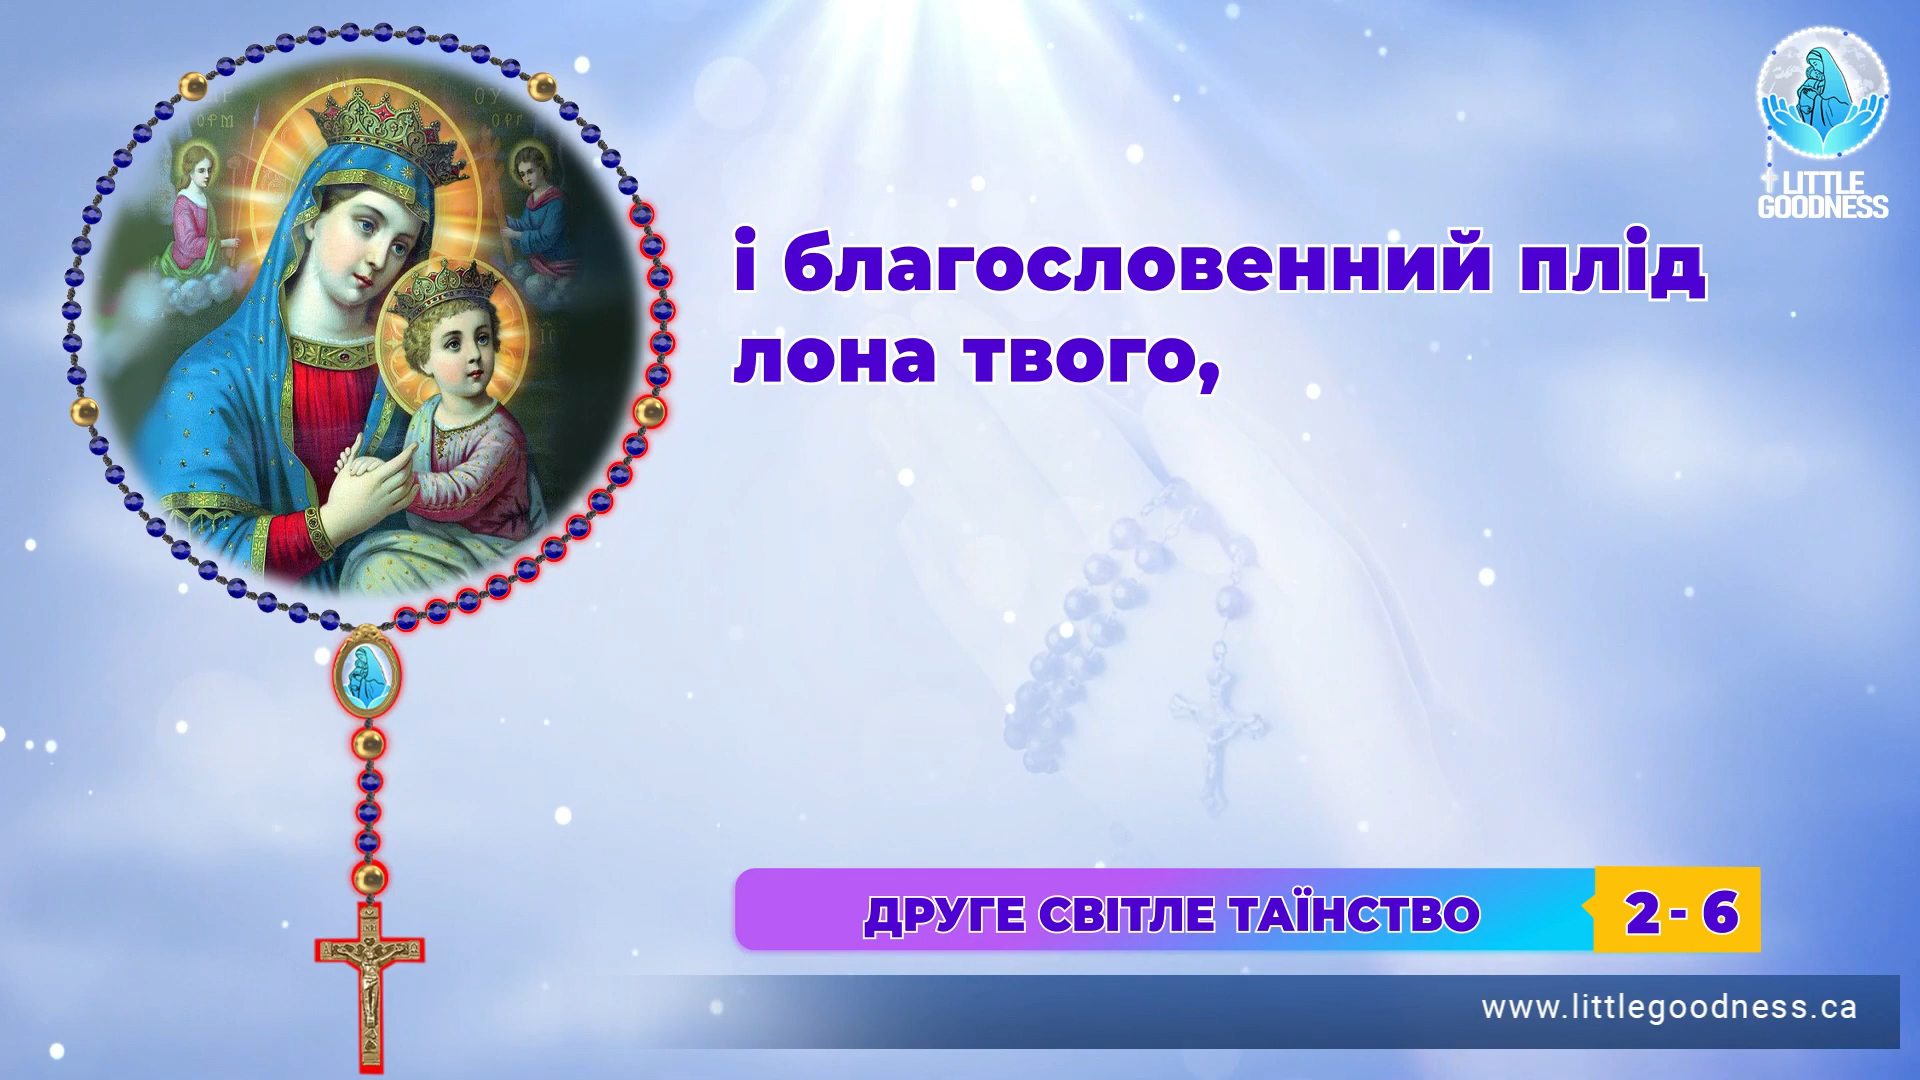 LITTLE
GOODNESS
і благословенний плід
лона твого,
ДРУГЕ СВІТЛЕ ТАЇНСТВО
2 - 6
www.littlegoodness.ca